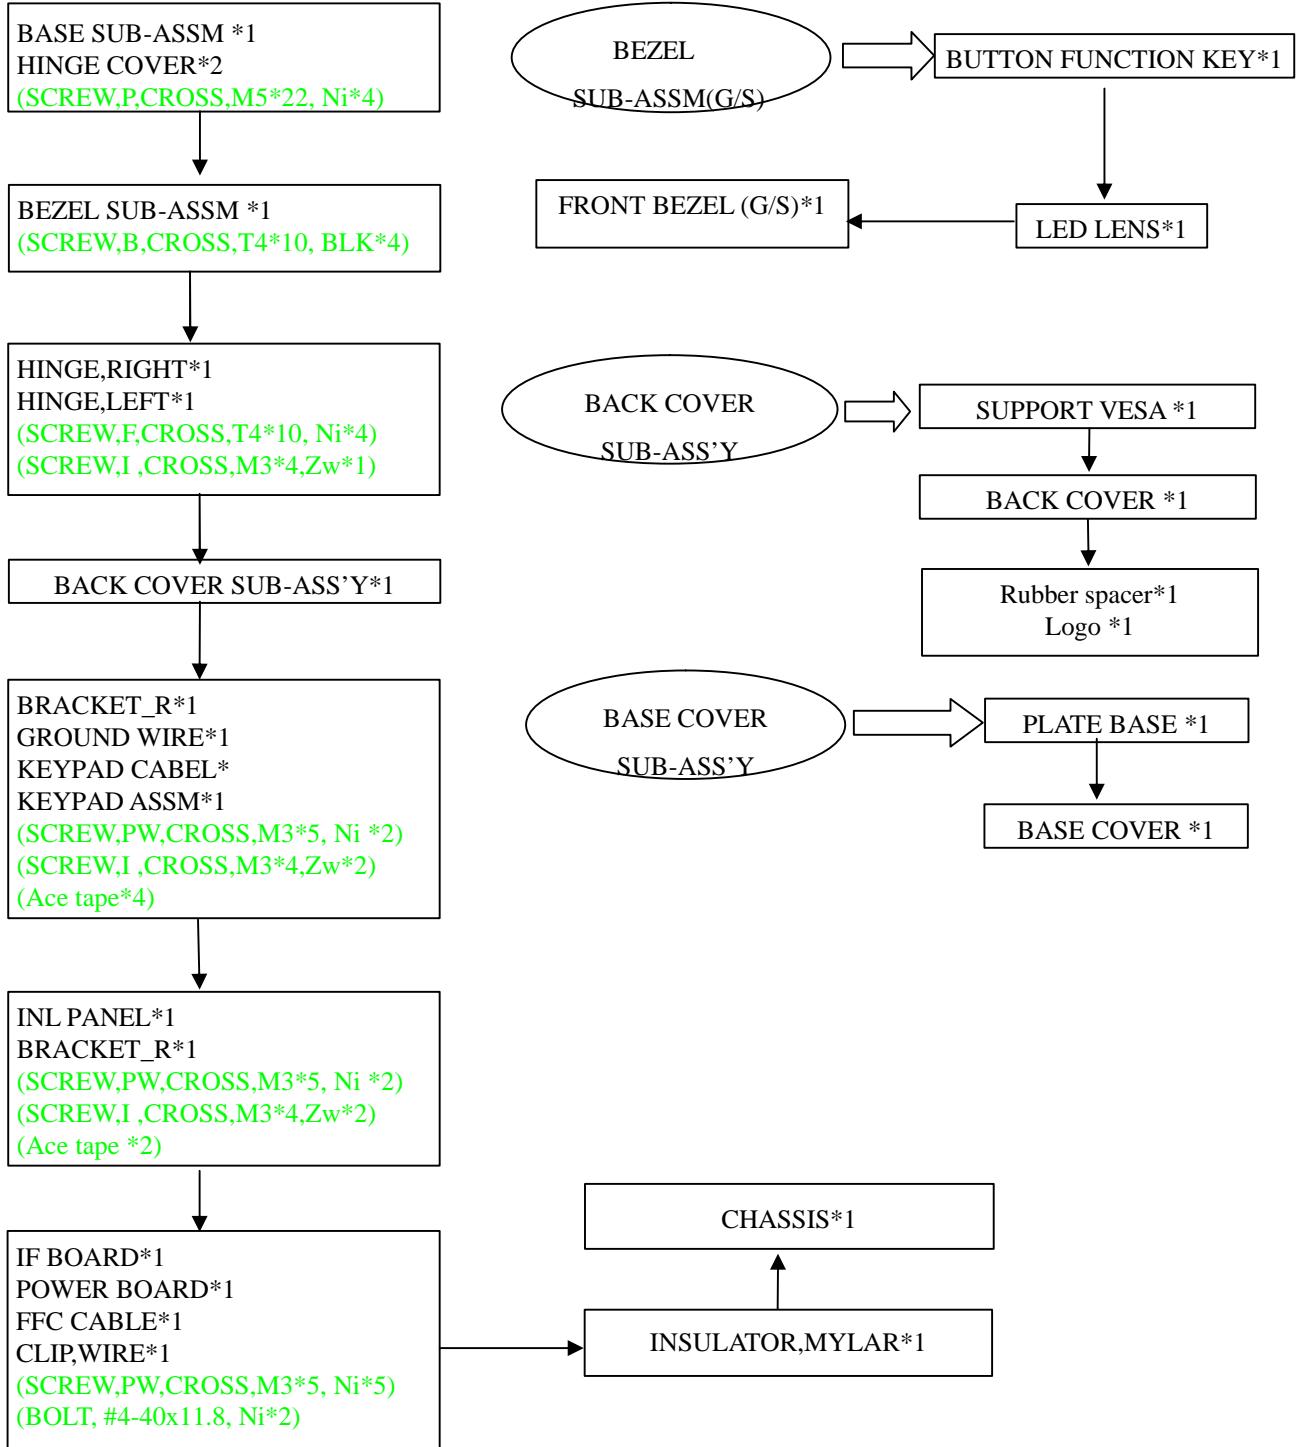 BASE SUB-ASSM *1
HINGE COVER*2
(SCREW,P,CROSS,M5*22, Ni*4)
BEZEL SUB-ASSM *1
(SCREW,B,CROSS,T4*10, BLK*4)
HINGE,RIGHT*1
HINGE,LEFT*1
(SCREW,F,CROSS,T4*10, Ni*4)
(SCREW,I ,CROSS,M3*4,Zw*1)
BACK COVER SUB-ASS’Y*1
BRACKET_R*1
GROUND WIRE*1
KEYPAD CABEL*
KEYPAD ASSM*1
(SCREW,PW,CROSS,M3*5, Ni *2)
(SCREW,I ,CROSS,M3*4,Zw*2)
(Ace tape*4)
INL PANEL*1
BRACKET_R*1
(SCREW,PW,CROSS,M3*5, Ni *2)
(SCREW,I ,CROSS,M3*4,Zw*2)
(Ace tape *2)
IF BOARD*1
POWER BOARD*1
FFC CABLE*1
CLIP,WIRE*1
(SCREW,PW,CROSS,M3*5, Ni*5)
(BOLT, #4-40x11.8, Ni*2)
INSULATOR,MYLAR*1
CHASSIS*1
BEZEL
SUB-ASSM(G/S)
BUTTON FUNCTION KEY*1
LED LENS*1
FRONT BEZEL (G/S)*1
BACK COVER
SUB-ASS’Y
SUPPORT VESA *1
BACK COVER *1
Rubber spacer*1
Logo *1
BASE COVER
SUB-ASS’Y
PLATE BASE *1
BASE COVER *1